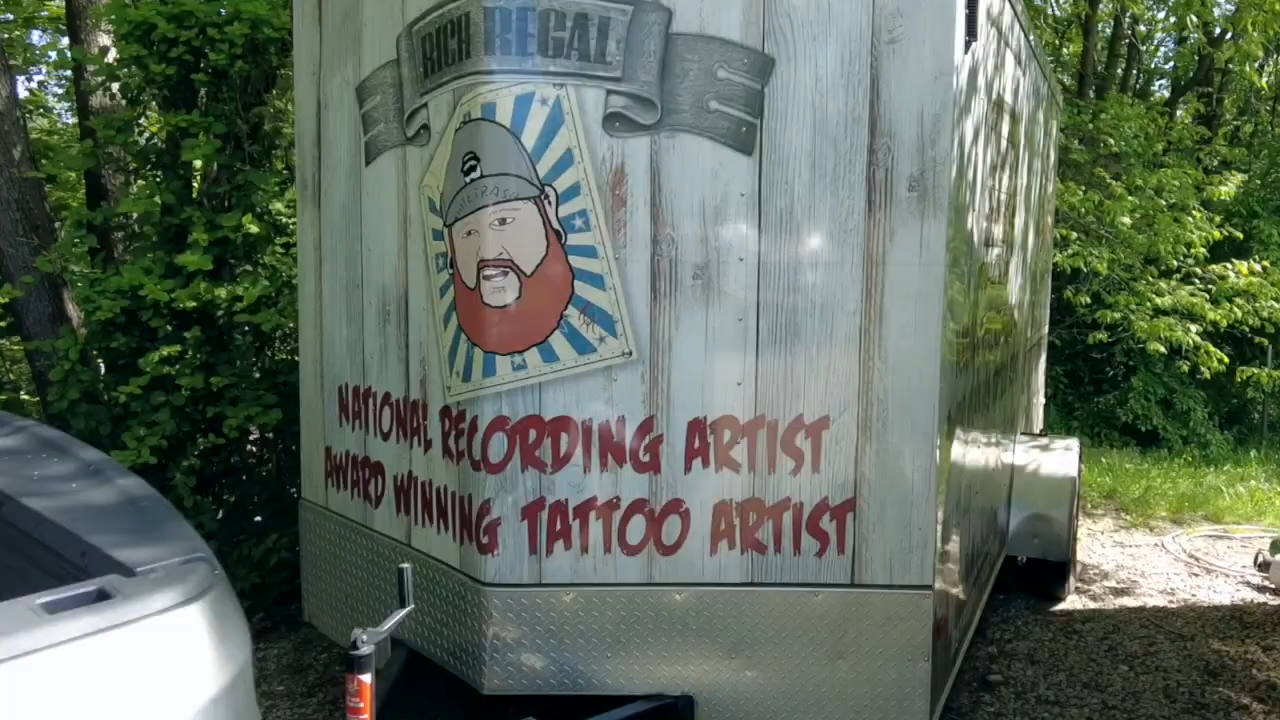 RICH REGAL
NATIONAL RECORDING ARTIST
AWARD WINNING TATTOO ARTIST